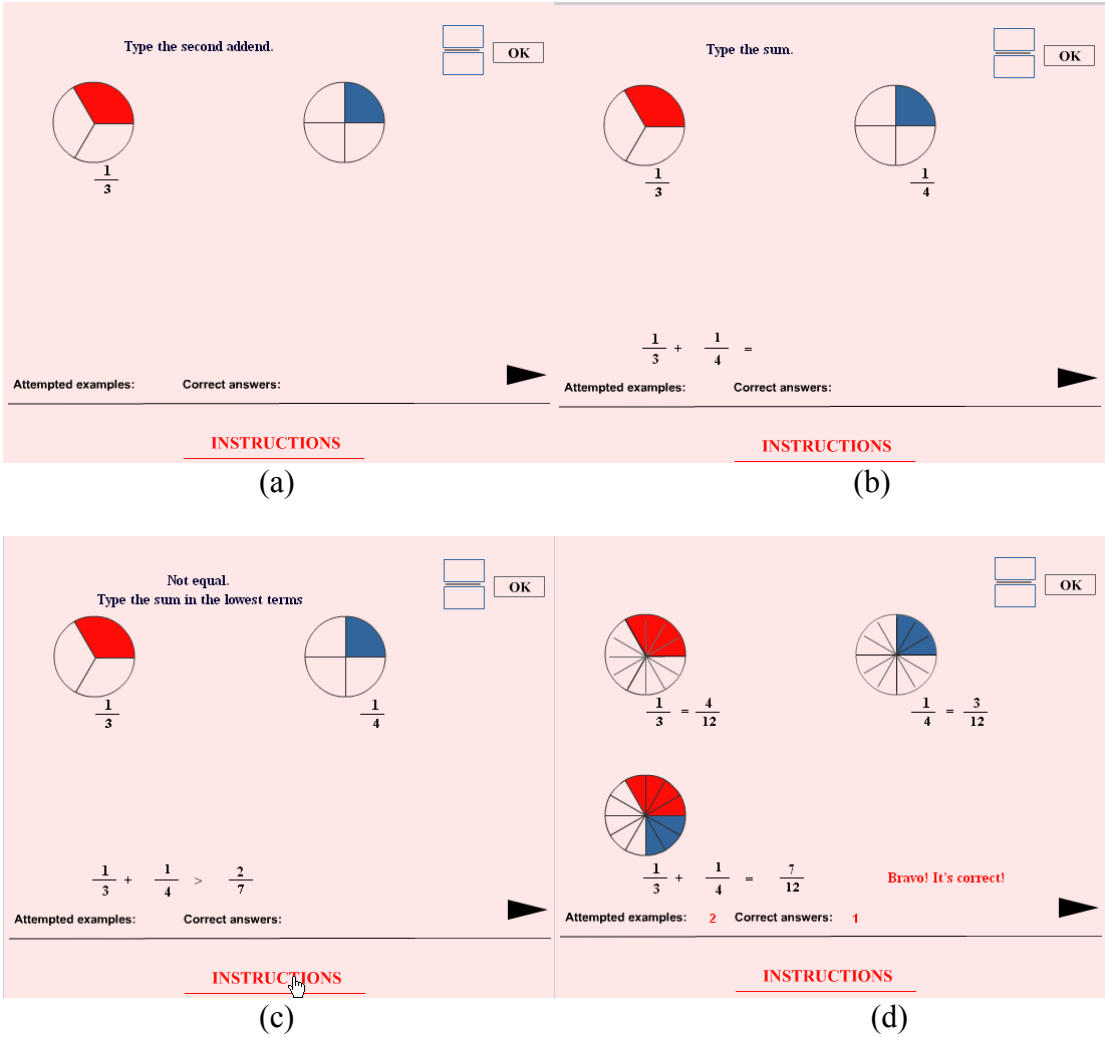 Type the second addend.
OK
1
3
Attempted examples: Correct answers:
INSTRUCTIONS
(a)
Type the sum.
OK
1
3
1
4
1
3 + 1
4 =
Attempted examples: Correct answers:
INSTRUCTIONS
(b)
Not equal.
Type the sum in the lowest terms
OK
1
3
1
4
1
3 + 1
4 > 2
7
Attempted examples: Correct answers:
INSTRUCTIONS
(c)
OK
1
3 = 4
12
1
4 = 3
12
1
3 + 1
4 = 7
12
Bravo! It's correct!
Attempted examples: 2 Correct answers: 1
INSTRUCTIONS
(d)